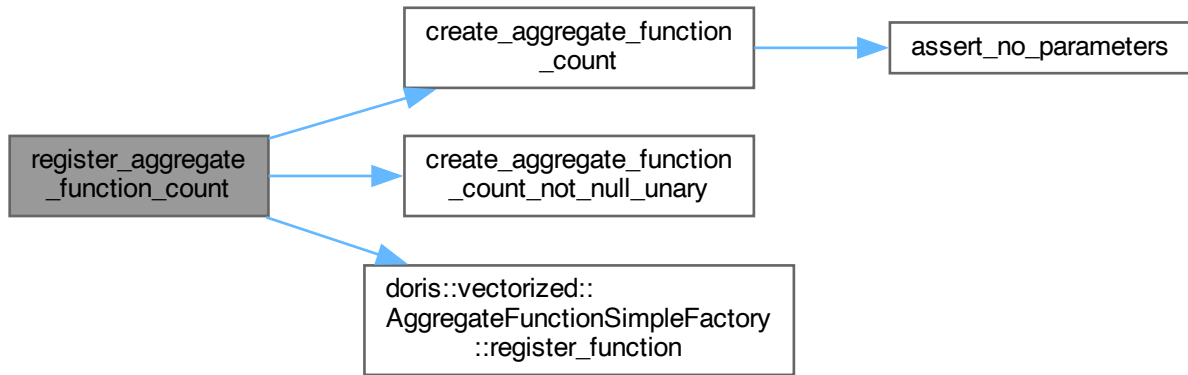 register_aggregate
_function_count
create_aggregate_function
_count
assert_no_parameters
create_aggregate_function
_count_not_null_unary
doris::vectorized::
AggregateFunctionSimpleFactory
::register_function